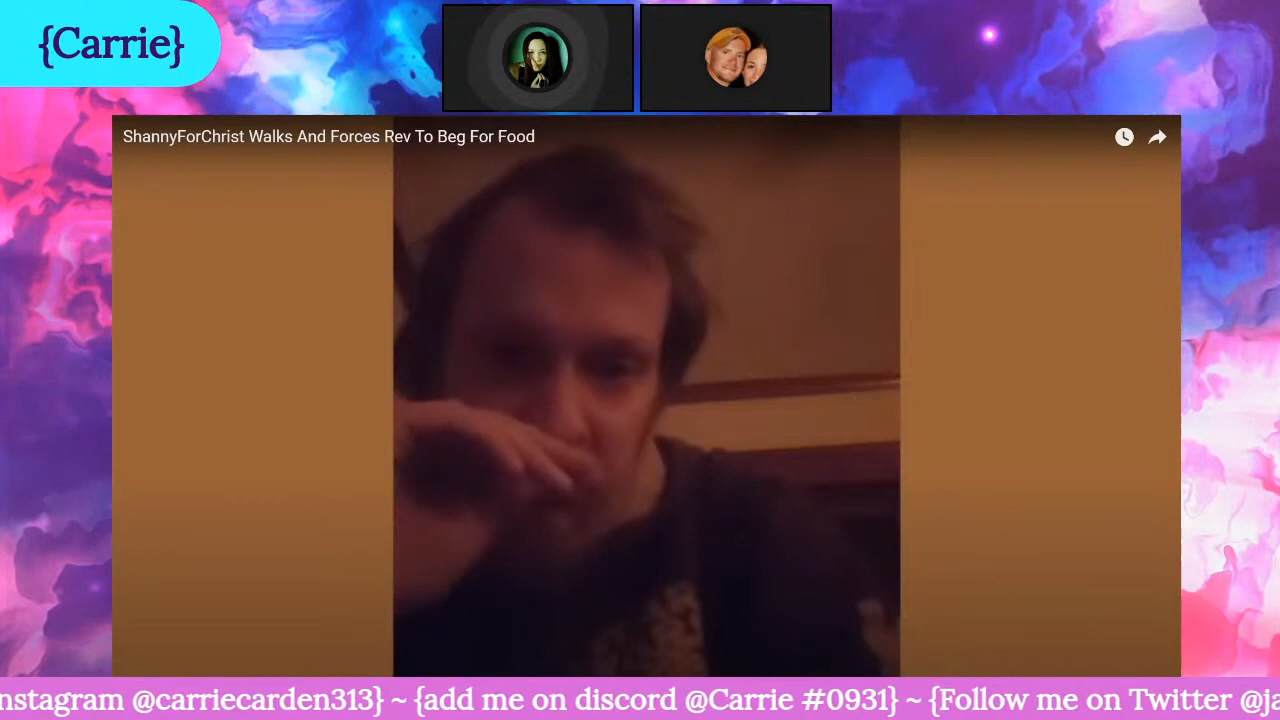 {Carrie}
ShannyForChrist Walks And Forces Rev To Beg For Food
nstagram @carriecarden313} ~ {add me on discord @Carrie #0931} ~ {Follow me on Twitter @ja